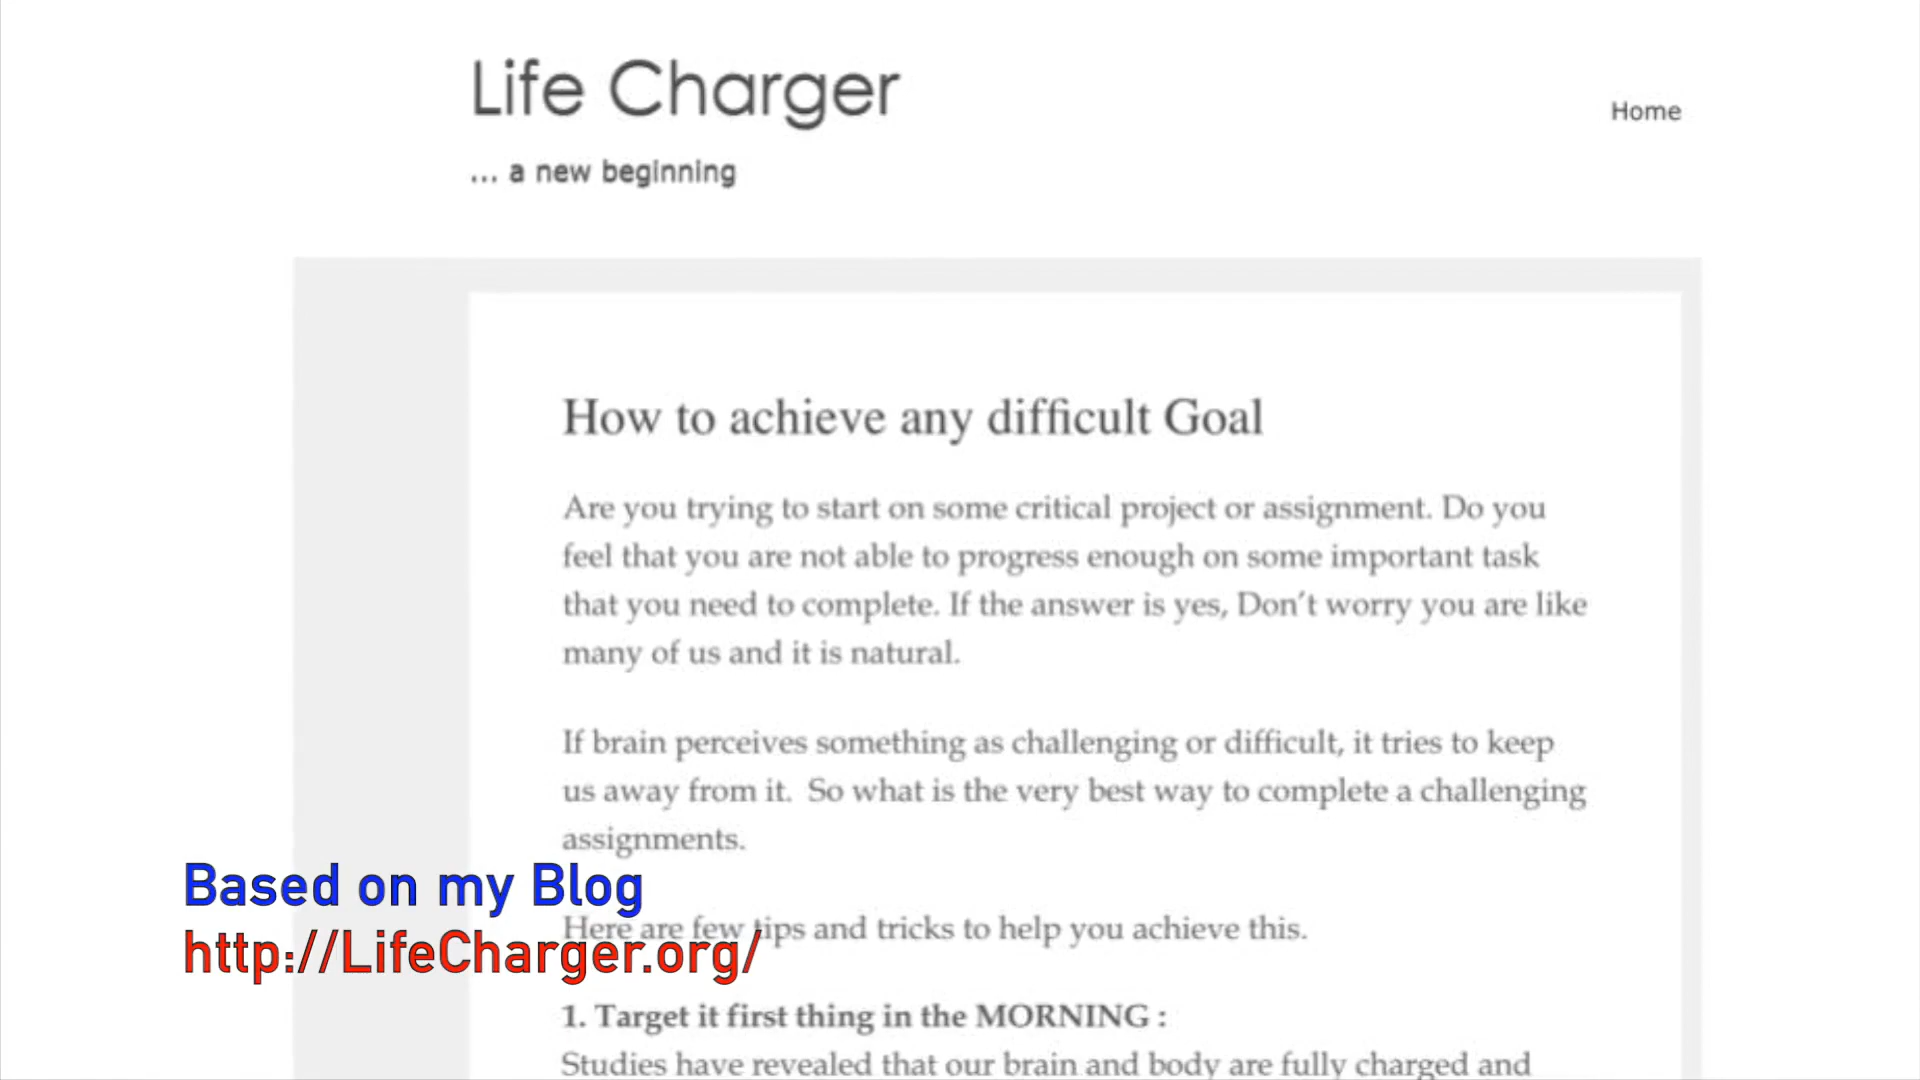 Life Charger
Home
... a new beginning
How to achieve any difficult Goal
Are you trying to start on some critical project or assignment. Do you
feel that you are not able to progress enough on some important task
that you need to complete. If the answer is yes, Don't worry you are like
many of us and it is natural.
If brain perceives something as challenging or difficult, it tries to keep
us away from it. So what is the very best way to complete a challenging
assignments.
Based on my Blog
Here are few tips and tricks to help you achieve this.
http://LifeCharger.org/
1. Target it first thing in the MORNING :
Studies have revealed that our brain and body are fully charged and